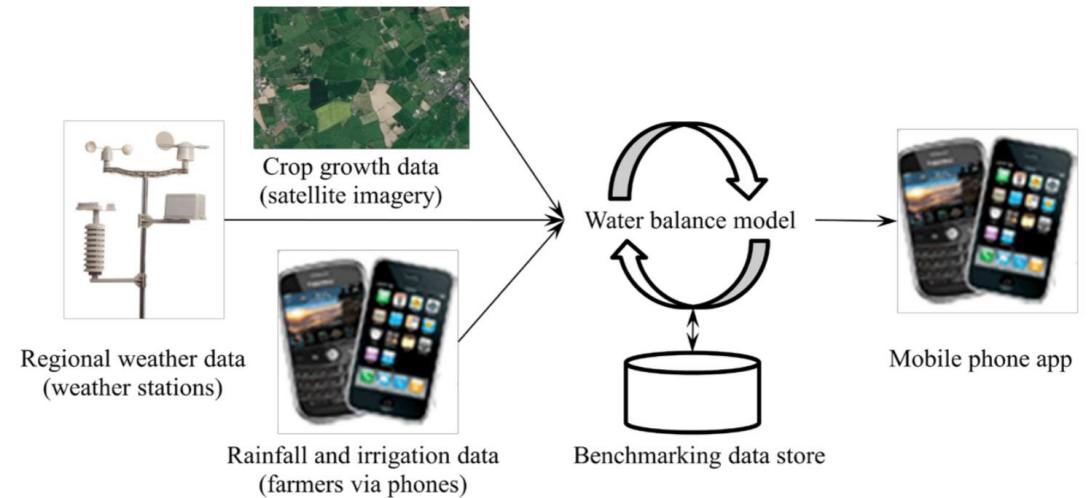 Crop growth data
(satellite imagery)
Water balance model
Regional weather data
(weather stations)
Mobile phone app
Rainfall and irrigation data
(farmers via phones)
Benchmarking data store